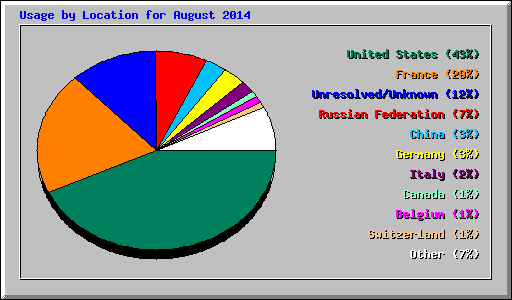 Usage by Location for August 2014
United States (43%)
France (20%)
Unresolved/Unknown (12%)
Russian Federation (7%)
China (3%)
Germany (3%)
Italy (2%)
Canada (1%)
Belgium (1%)
Switzerland (1%)
Other (7%)